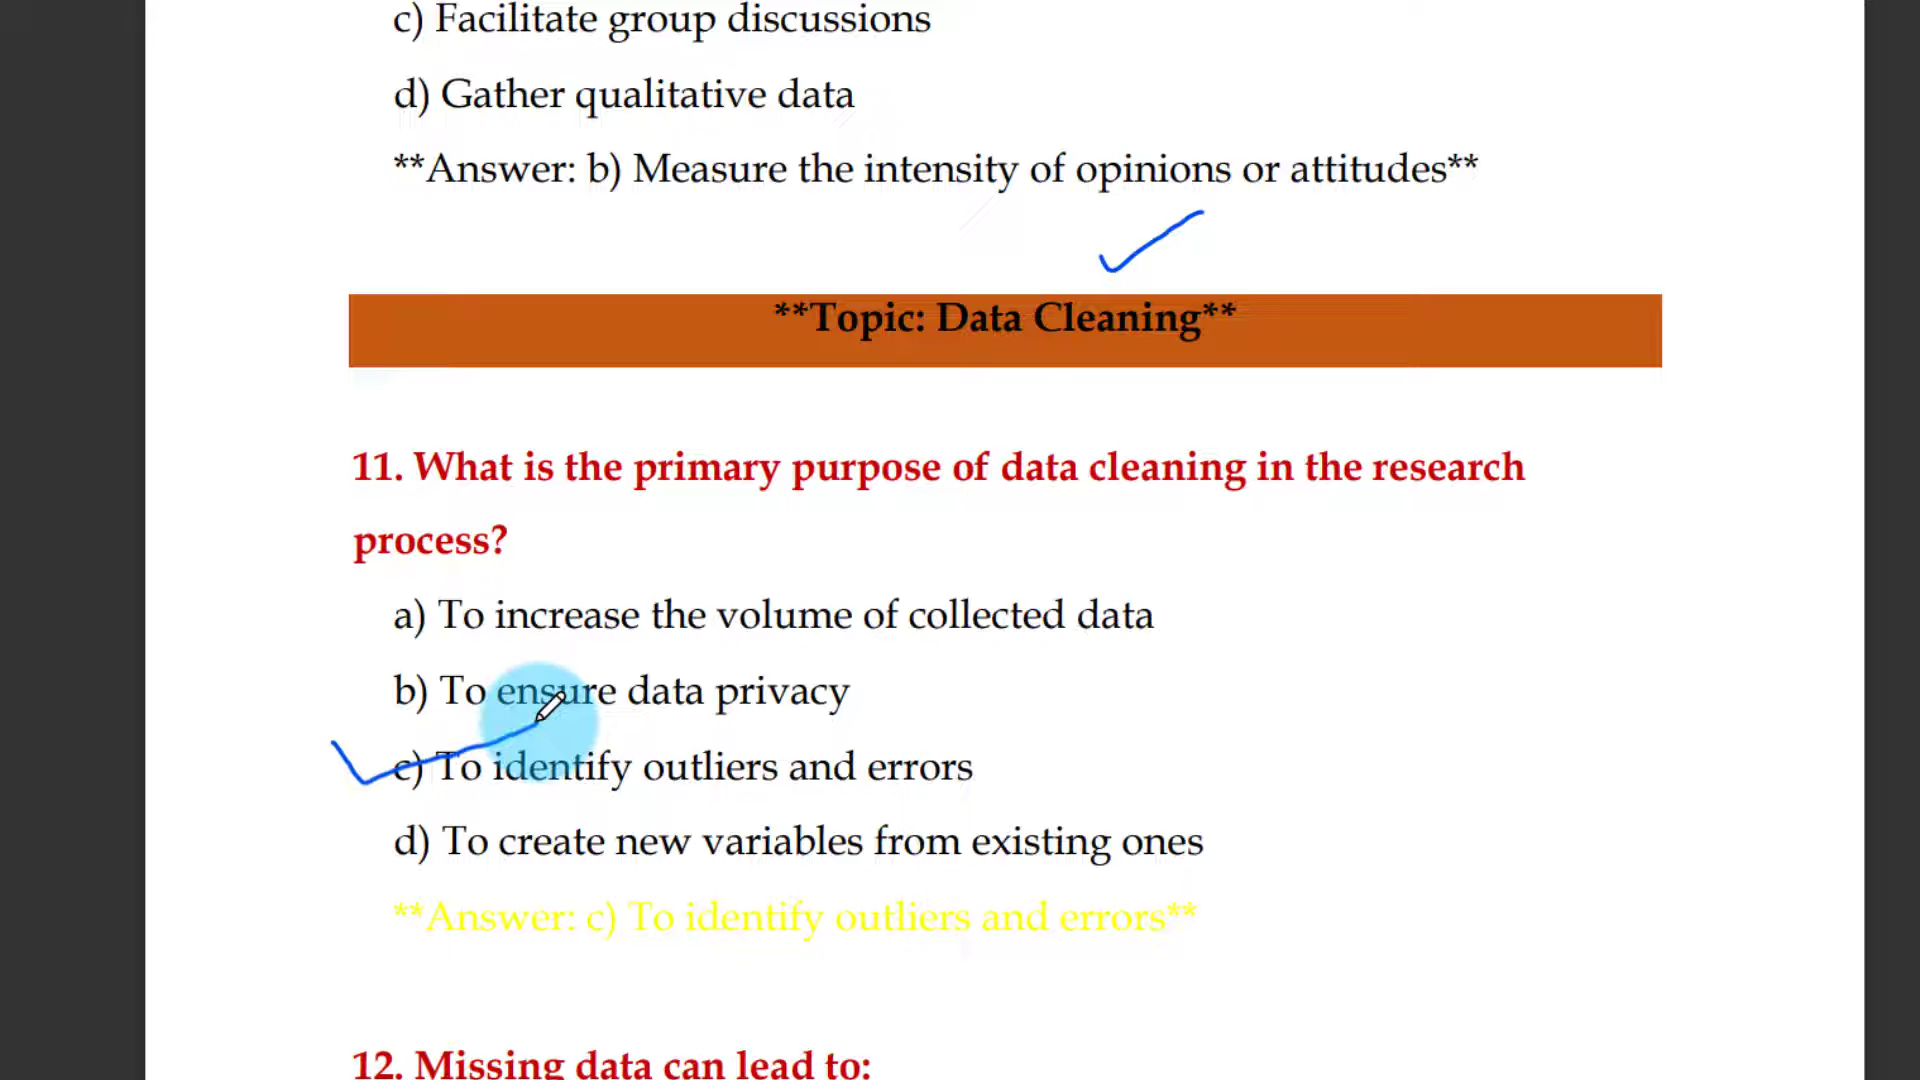 c) Facilitate group discussions
d) Gather qualitative data
**Answer: b) Measure the intensity of opinions or attitudes**
**Topic: Data Cleaning**
11. What is the primary purpose of data cleaning in the research
process?
a) To increase the volume of collected data
b) To ensure data privacy
c) To identify outliers and errors
d) To create new variables from existing ones
**Answer: c) To identify outliers and errors**
12. Missing data can lead to: